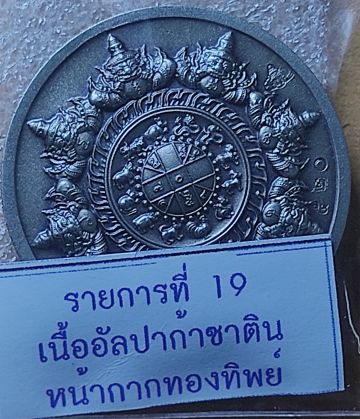 รายการที่ 19
เนื้ออัลปาก้าซาติน
หน้ากากทองทิพย์